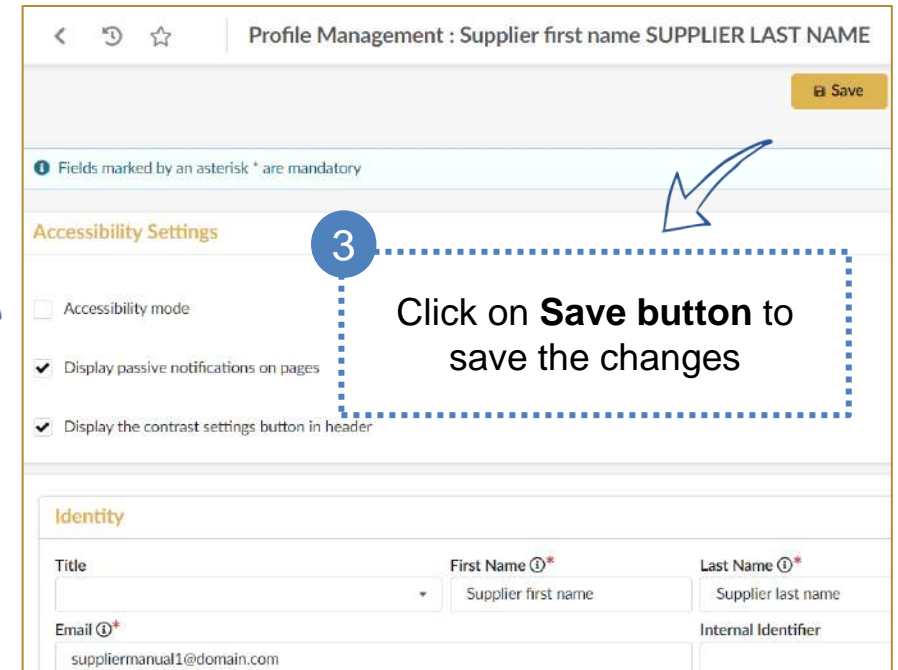 Profile Management : Supplier first name SUPPLIER LAST NAME
Save
Fields marked by an asterisk * are mandatory
Accessibility Settings
3
Click on Save button to
save the changes
Accessibility mode
Display passive notifications on pages
Display the contrast settings button in header
Identity
Title
First Name ⓘ*
Last Name ⓘ*
Supplier first name
Supplier last name
Email ⓘ*
Internal Identifier
suppliermanual1@domain.com